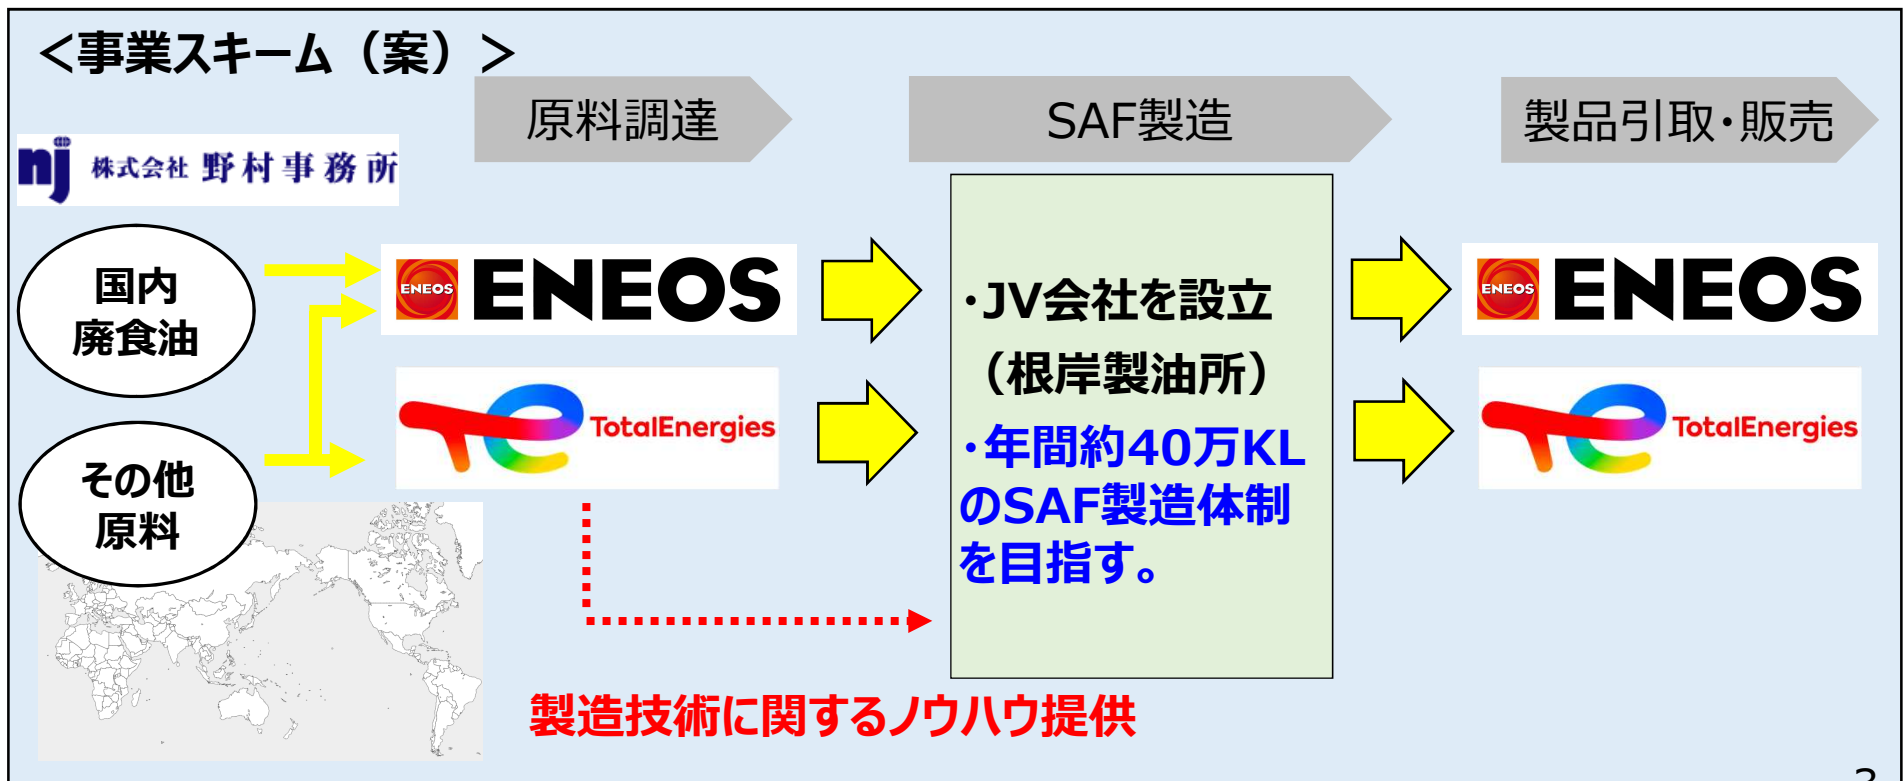 ＜事業スキーム（案）＞
原料調達
SAF製造
製品引取・販売
nj 株式会社 野村事務所
国内
廃食油
ENEOS ENEOS
TotalEnergies
その他
原料
・JV会社を設立
（根岸製油所）
・年間約40万KL
のSAF製造体制
を目指す。
ENEOS ENEOS
TotalEnergies
製造技術に関するノウハウ提供